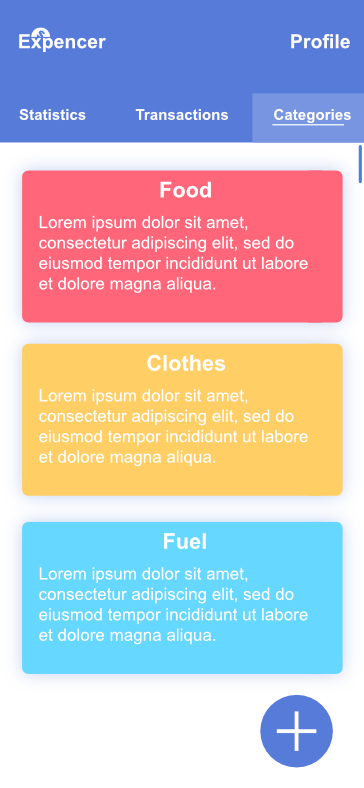 Expencer
Profile
Statistics
Transactions
Categories
Food
Lorem ipsum dolor sit amet,
consectetur adipiscing elit, sed do
eiusmod tempor incididunt ut labore
et dolore magna aliqua.
Clothes
Lorem ipsum dolor sit amet,
consectetur adipiscing elit, sed do
eiusmod tempor incididunt ut labore
et dolore magna aliqua.
Fuel
Lorem ipsum dolor sit amet,
consectetur adipiscing elit, sed do
eiusmod tempor incididunt ut labore
et dolore magna aliqua.